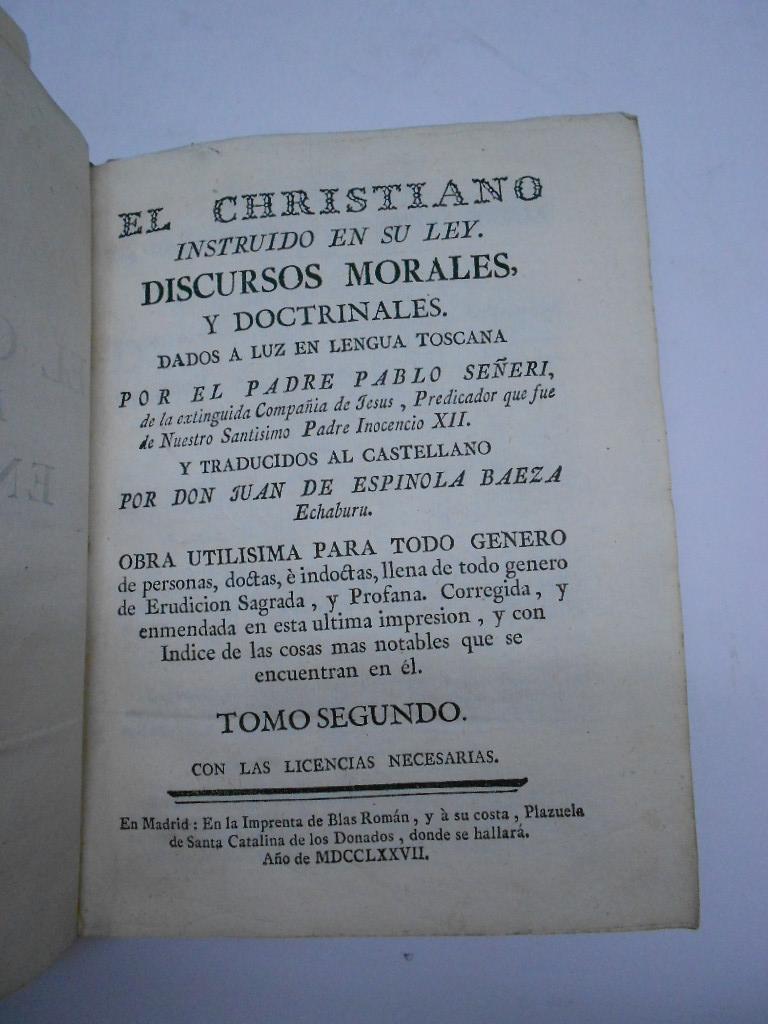 EL CHRISTIANO
INSTRUIDO EN SU LEY.
DISCURSOS MORALES,
Y DOCTRINALES.
DADOS A LUZ EN LENGUA TOSCANA
POR EL PADRE PABLO SEÑERI,
de la extinguida Compañia de Jesus, Predicador que fue
de Nuestro Santisimo Padre Inocencio XII.
Y TRADUCIDOS AL CASTELLANO
POR DON JUAN DE ESPINOLA BAEZA
Echaburu.
OBRA UTILISIMA PARA TODO GENERO
de personas, doctas, è indoctas, llena de todo genero
de Erudicion Sagrada, y Profana. Corregida, y
enmendada en esta ultima impresion, y con
Indice de las cosas mas notables que se
encuentran en él.
TOMO SEGUNDO.
CON LAS LICENCIAS NECESARIAS.
En Madrid: En la Imprenta de Blas Román, y à su costa, Plazuela
de Santa Catalina de los Donados, donde se hallará.
Año de MDCCLXXVII.